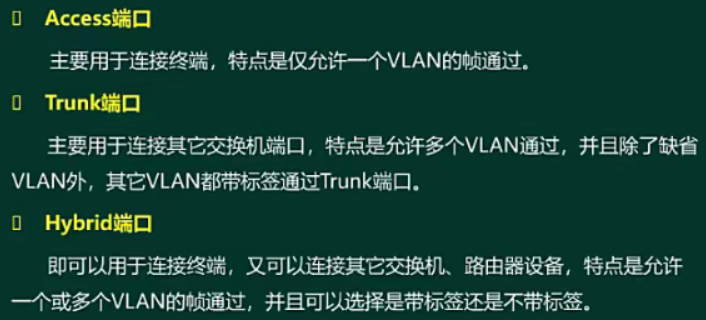 Access端口
主要用于连接终端，特点是仅允许一个VLAN的帧通过。
Trunk端口
主要用于连接其它交换机端口，特点是允许多个VLAN通过，并且除了缺省
VLAN外，其它VLAN都带标签通过Trunk端口。
Hybrid端口
即可以用于连接终端，又可以连接其它交换机、路由器设备，特点是允许
一个或多个VLAN的帧通过，并且可以选择是带标签还是不带标签。